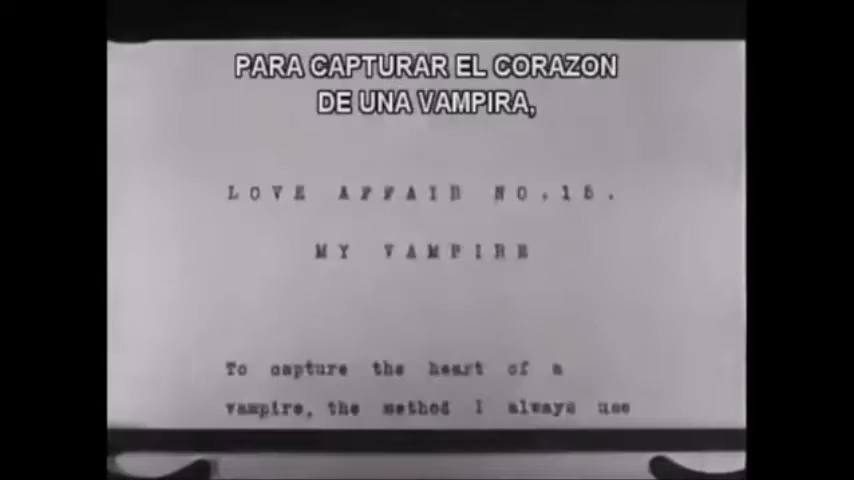 PARA CAPTURAR EL CORAZON
DE UNA VAMPIRA,
LOVE AFFAIR NO.15.
MY VAMPIRE
To capture the heart of a
vampire, the method I always use